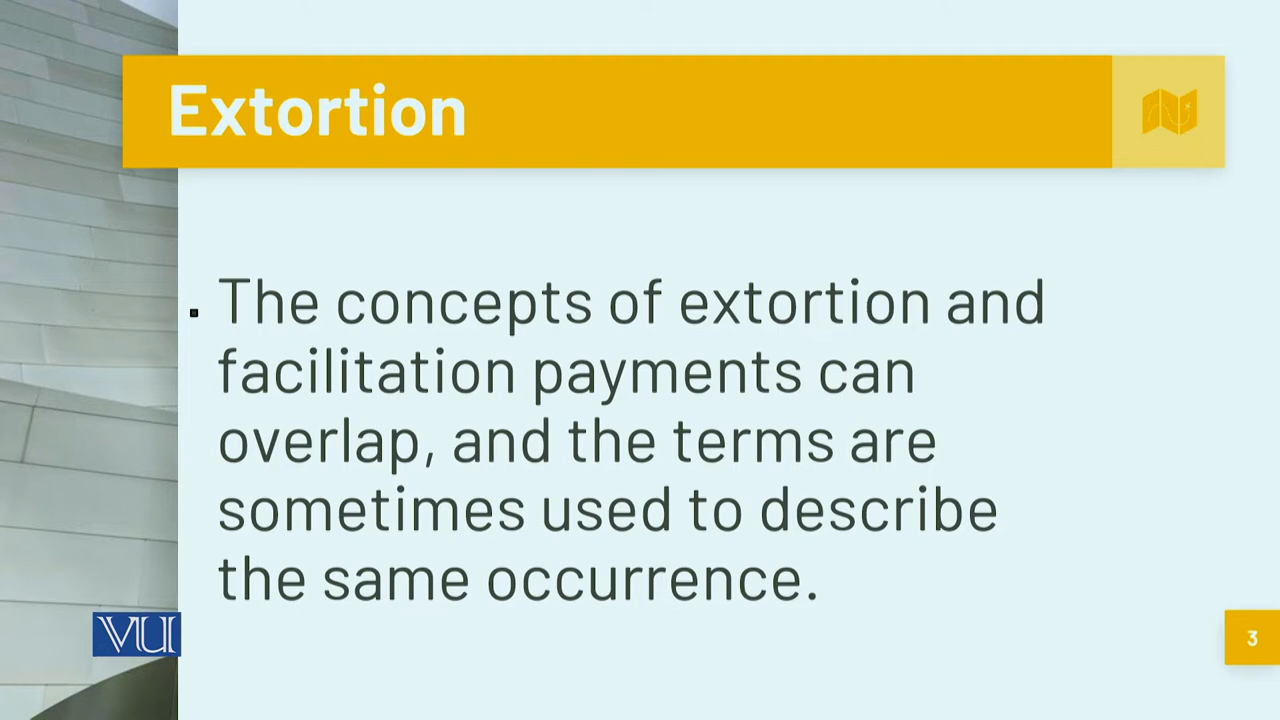 Extortion
The concepts of extortion and
facilitation payments can
overlap, and the terms are
sometimes used to describe
the same occurrence.
VU
3